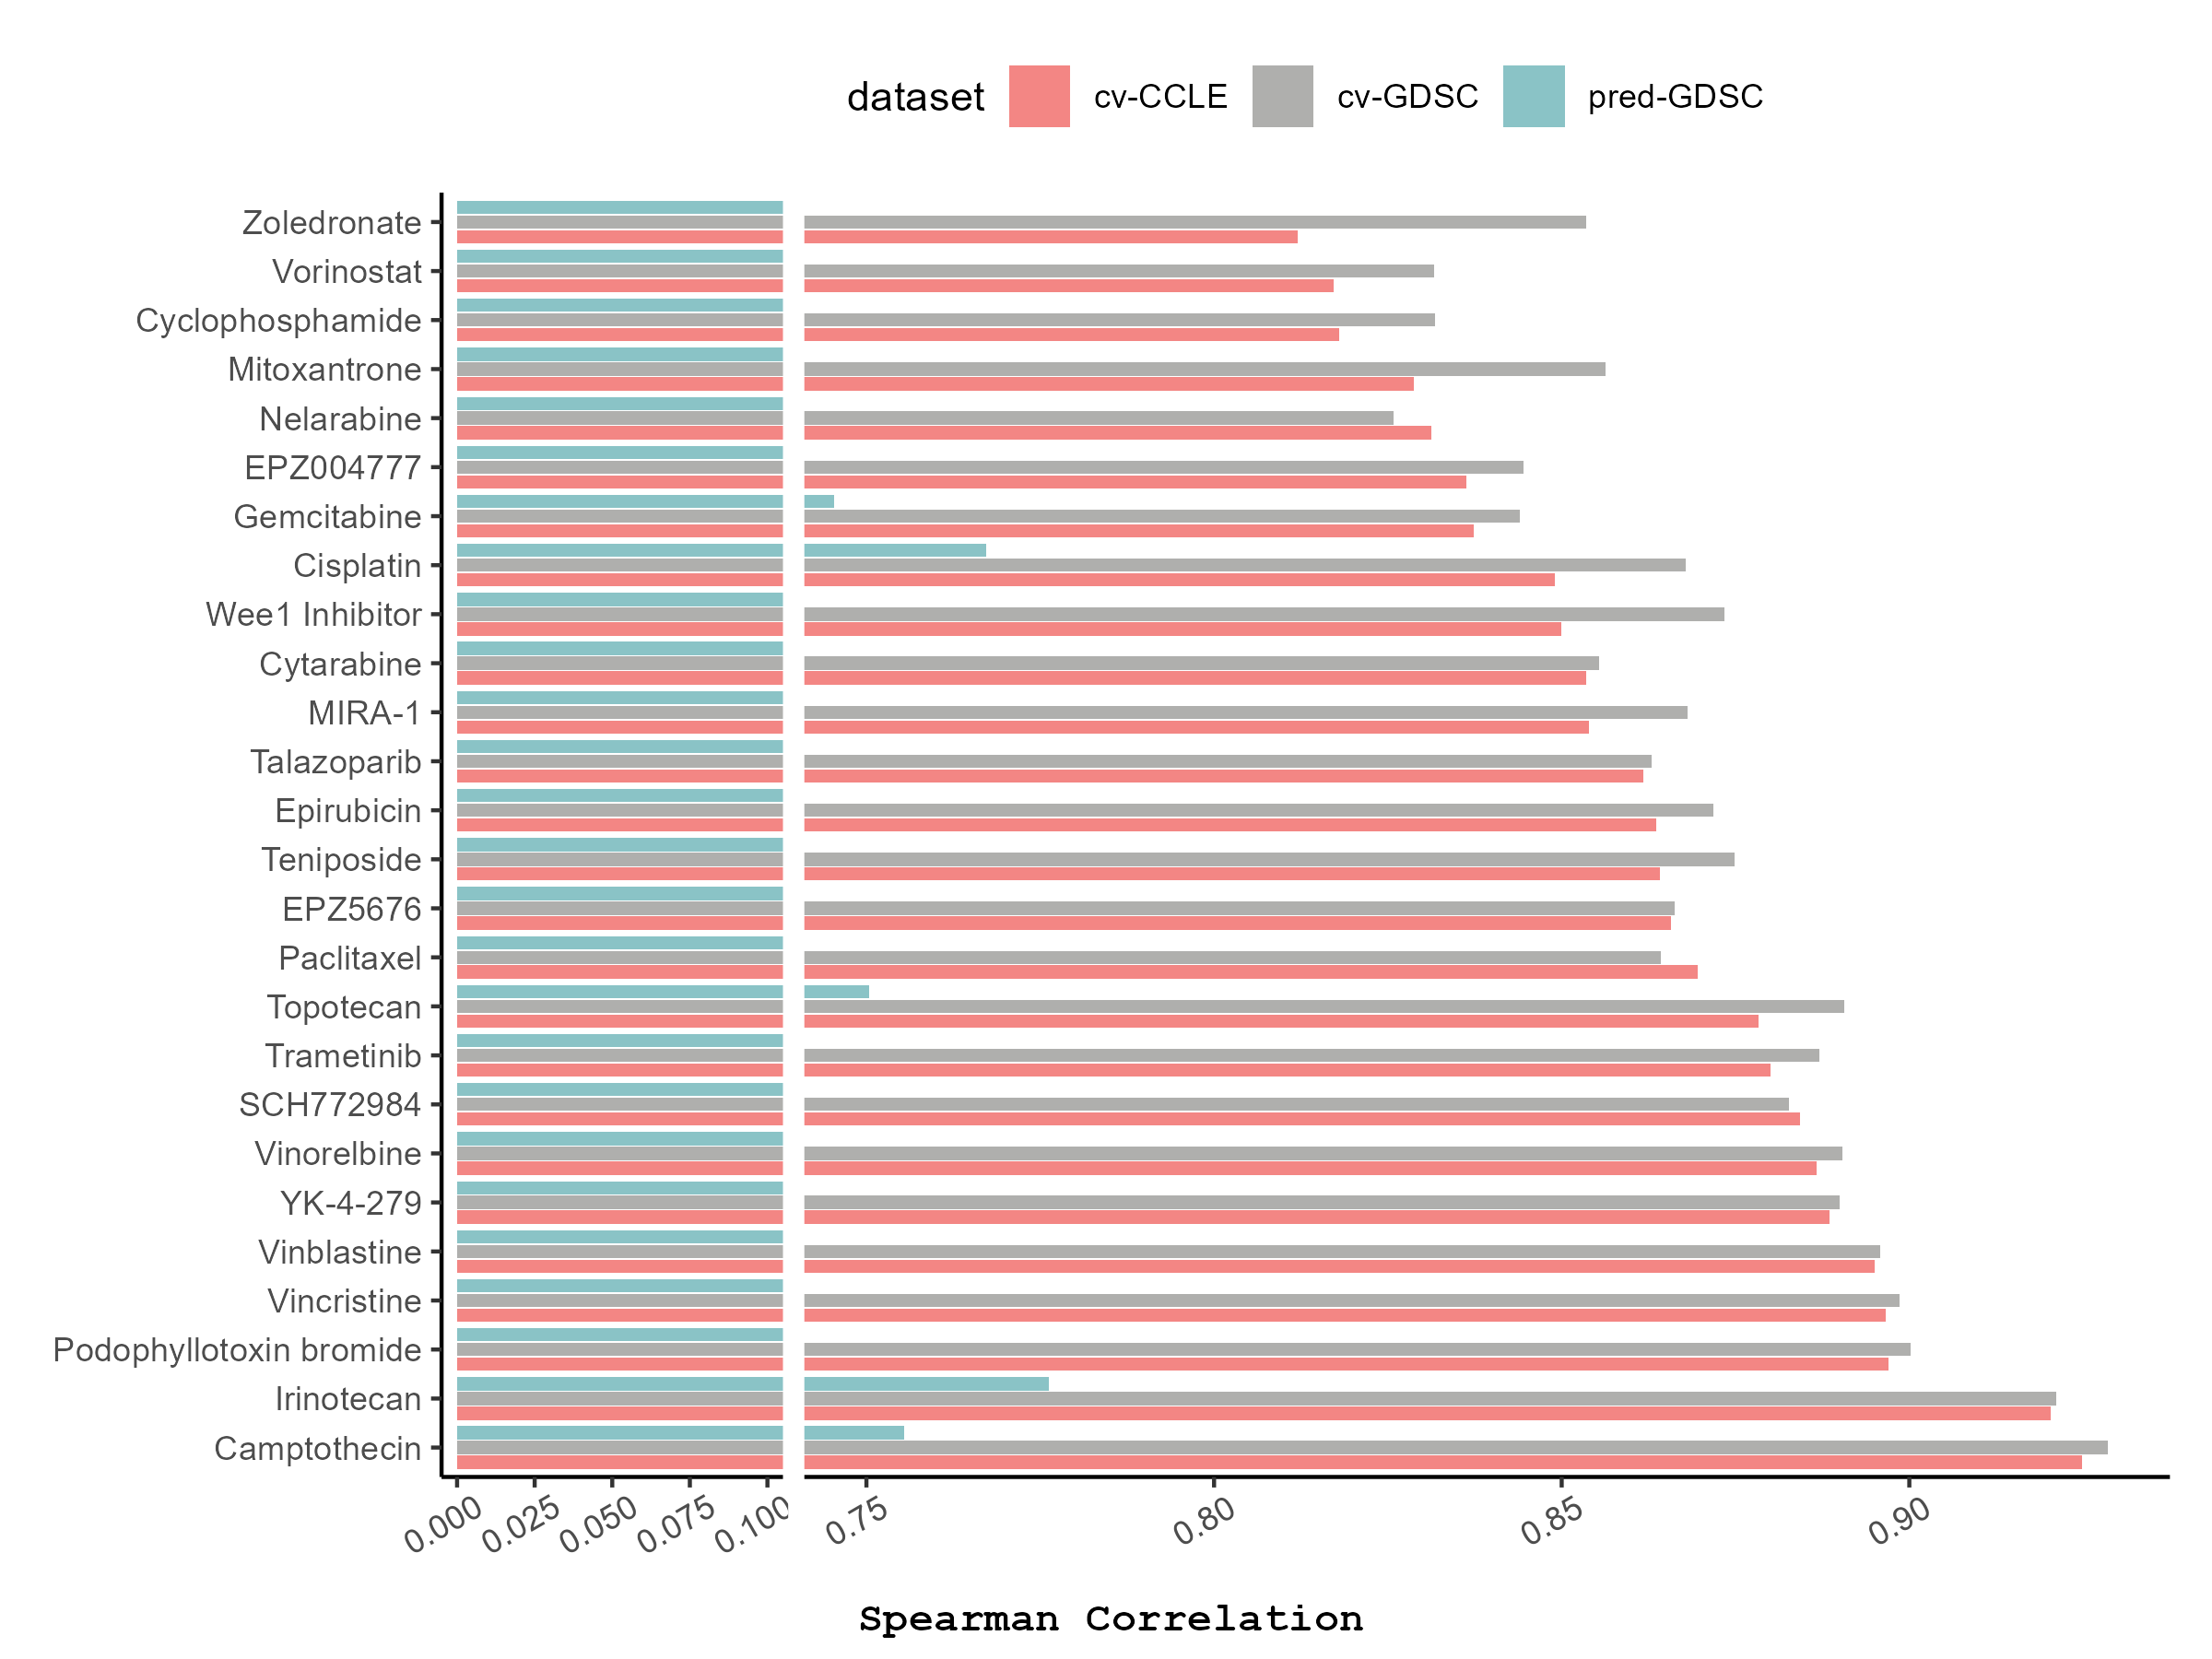 dataset cv-CCLE cv-GDSC pred-GDSC
Zoledronate
Vorinostat
Cyclophosphamide
Mitoxantrone
Nelarabine
EPZ004777
Gemcitabine
Cisplatin
Wee1 Inhibitor
Cytarabine
MIRA-1
Talazoparib
Epirubicin
Teniposide
EPZ5676
Paclitaxel
Topotecan
Trametinib
SCH772984
Vinorelbine
YK-4-279
Vinblastine
Vincristine
Podophyllotoxin bromide
Irinotecan
Camptothecin
0.000 0.025 0.050 0.075 0.100 0.75 0.80 0.85 0.90
Spearman Correlation